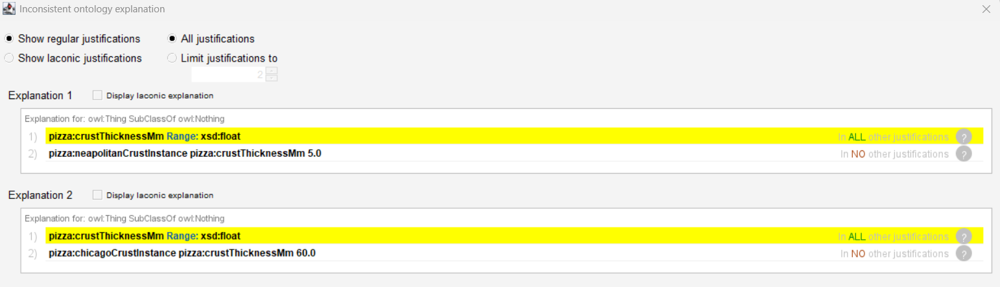 Inconsistent ontology explanation
Show regular justifications All justifications
Show laconic justifications Limit justifications to
2
Explanation 1 Display laconic explanation
Explanation for: owl:Thing SubClassOf owl:Nothing
1) pizza:crustThicknessMm Range: xsd:float In ALL other justifications ?
2) pizza:neapolitanCrustInstance pizza:crustThicknessMm 5.0 In NO other justifications ?
Explanation 2 Display laconic explanation
Explanation for: owl:Thing SubClassOf owl:Nothing
1) pizza:crustThicknessMm Range: xsd:float In ALL other justifications ?
2) pizza:chicagoCrustInstance pizza:crustThicknessMm 60.0 In NO other justifications ?